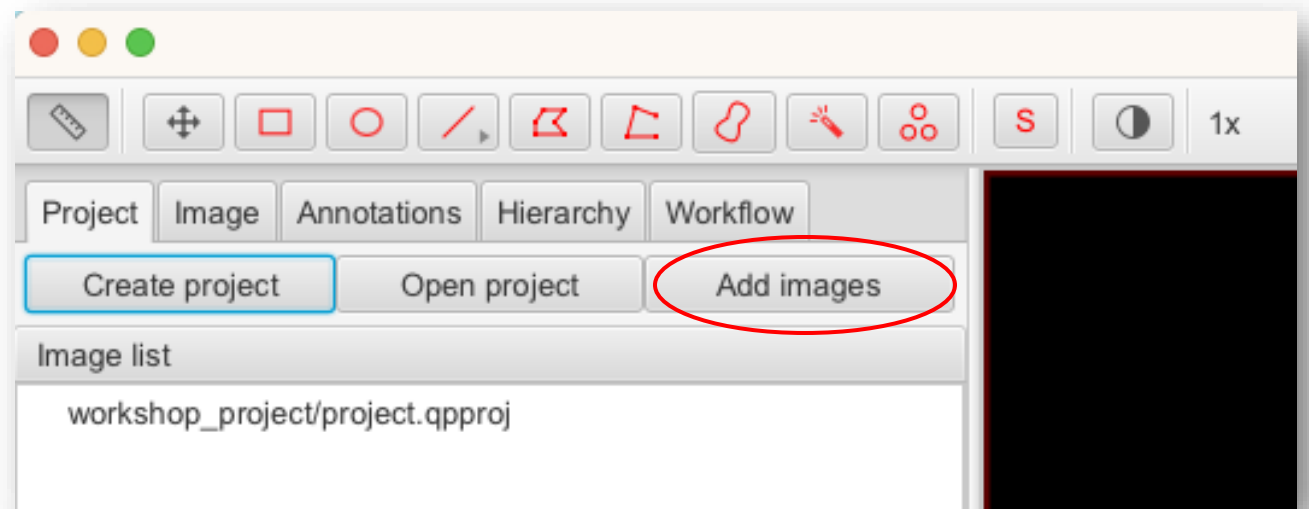 S 1x
Project Image Annotations Hierarchy Workflow
Create project Open project Add images
Image list
workshop_project/project.qpproj